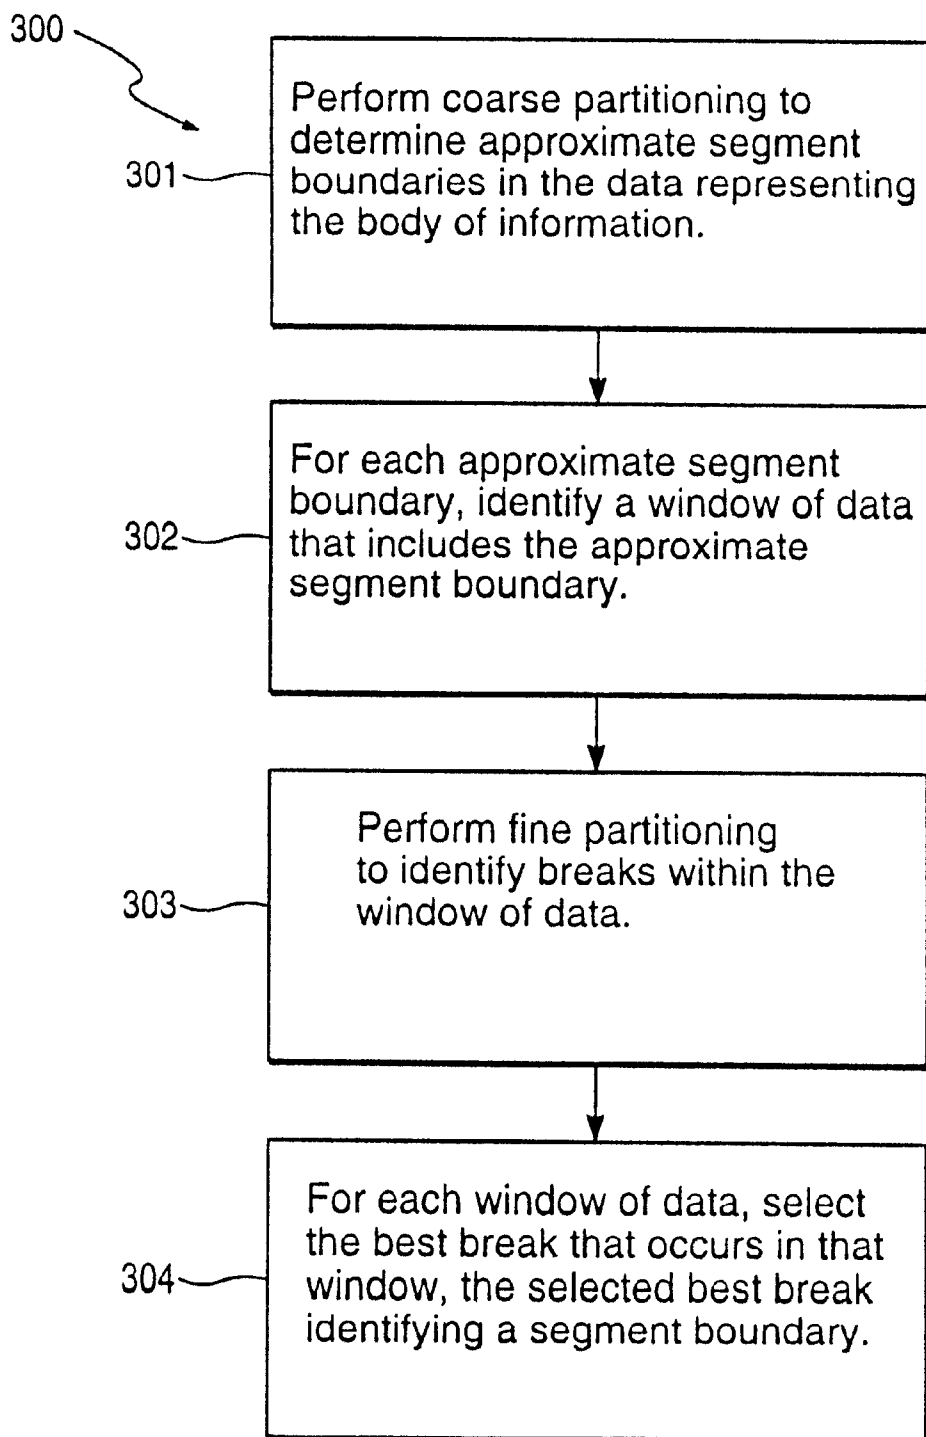 300
301
Perform coarse partitioning to
determine approximate segment
boundaries in the data representing
the body of information.
302
For each approximate segment
boundary, identify a window of data
that includes the approximate
segment boundary.
303
Perform fine partitioning
to identify breaks within the
window of data.
304
For each window of data, select
the best break that occurs in that
window, the selected best break
identifying a segment boundary.